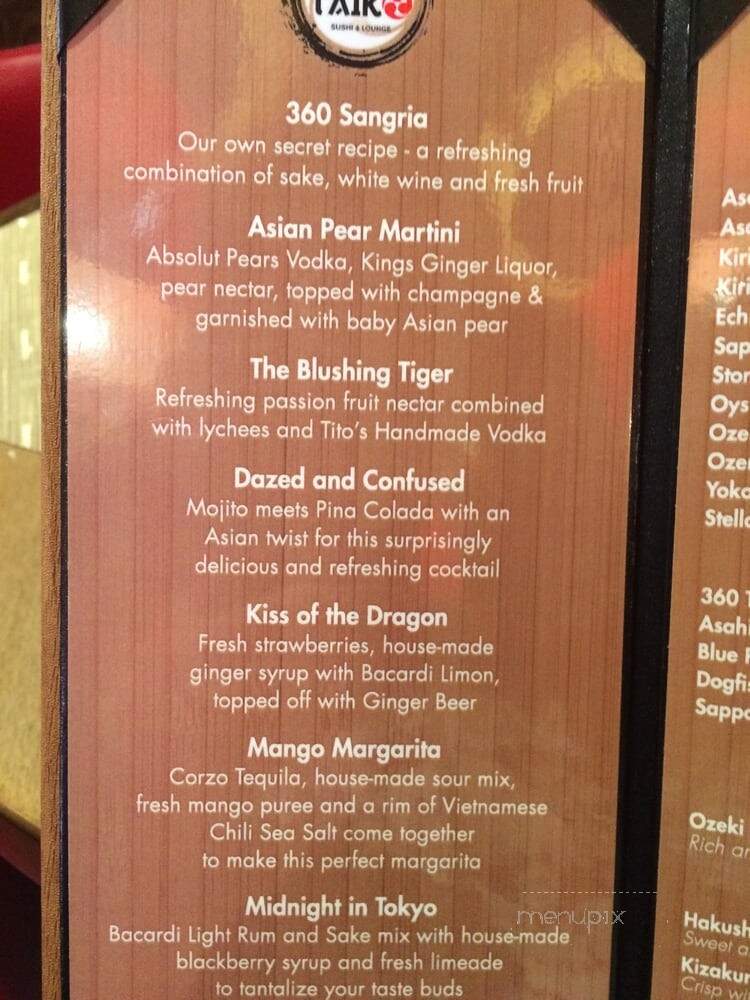 TAIKO
SUSHI & LOUNGE
360 Sangria
Our own secret recipe - a refreshing
combination of sake, white wine and fresh fruit
Asian Pear Martini
Absolut Pears Vodka, Kings Ginger Liquor,
pear nectar, topped with champagne &
garnished with baby Asian pear
The Blushing Tiger
Refreshing passion fruit nectar combined
with lychees and Tito's Handmade Vodka
Dazed and Confused
Mojito meets Pina Colada with an
Asian twist for this surprisingly
delicious and refreshing cocktail
Kiss of the Dragon
Fresh strawberries, house-made
ginger syrup with Bacardi Limon,
topped off with Ginger Beer
Mango Margarita
Corzo Tequila, house-made sour mix,
fresh mango puree and a rim of Vietnamese
Chili Sea Salt come together
to make this perfect margarita
Midnight in Tokyo
Bacardi Light Rum and Sake mix with house-made
blackberry syrup and fresh limeade
to tantalize your taste buds
menupix
360
Blue
Ozeki
Rich
Sweet
Crisp